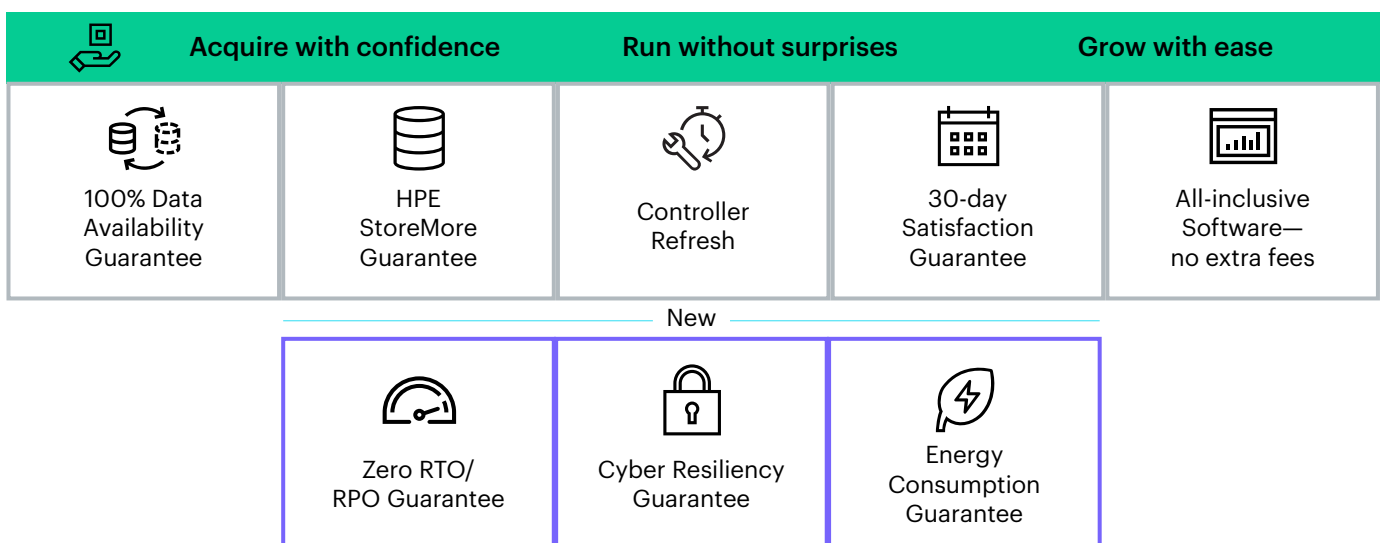 Acquire with confidence
Run without surprises
Grow with ease
100% Data
Availability
Guarantee
HPE
StoreMore
Guarantee
Controller
Refresh
30-day
Satisfaction
Guarantee
All-inclusive
Software—
no extra fees
New
Zero RTO/
RPO Guarantee
Cyber Resiliency
Guarantee
Energy
Consumption
Guarantee